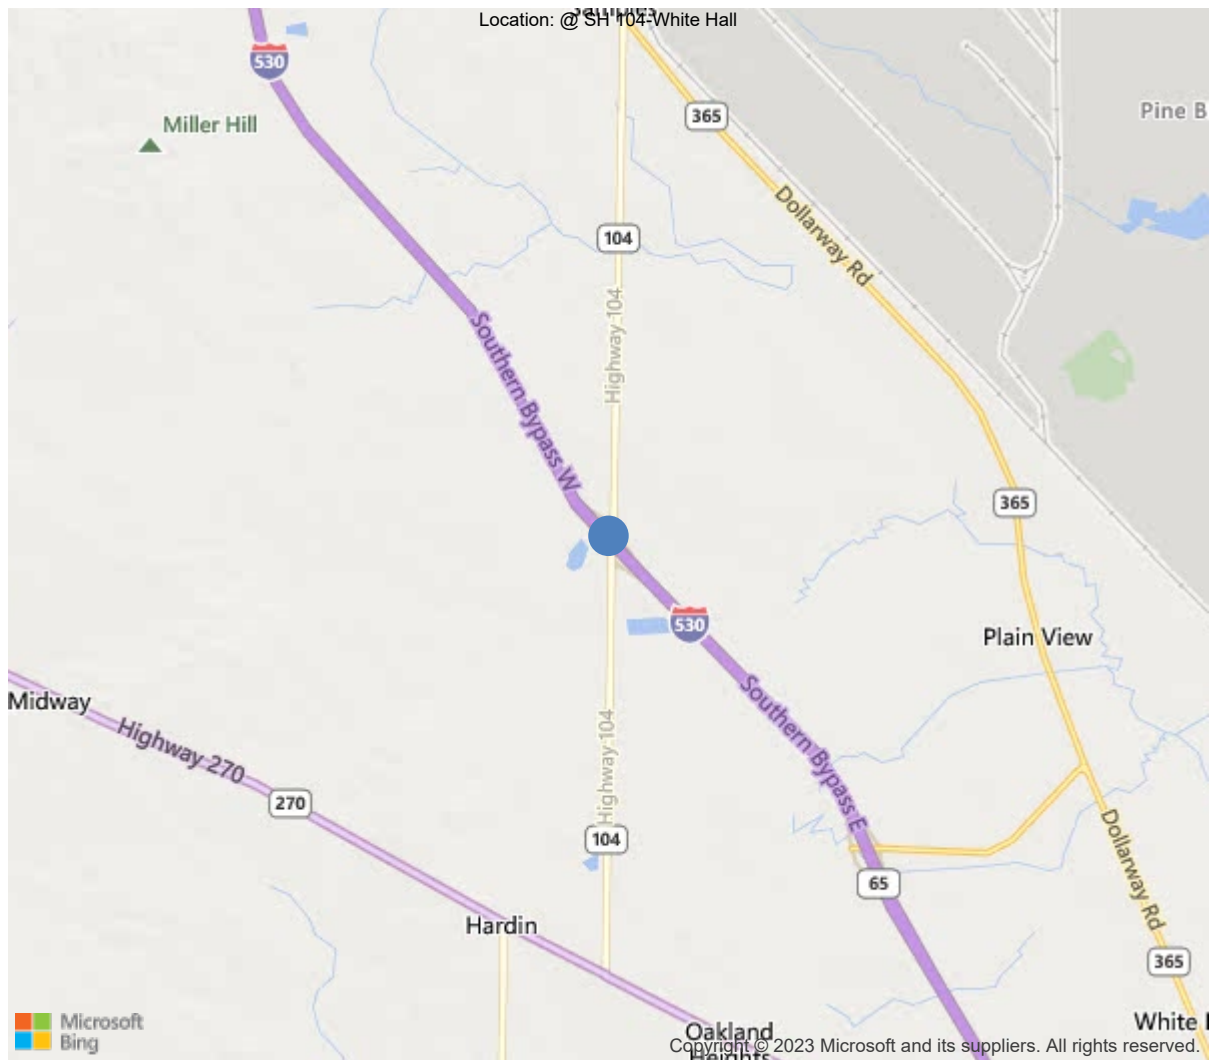 Samples
Location: @ SH 104-White Hall
530
Miller Hill
365
Pine B
104
Dollarway Rd
Highway 104
Southern Bypass W
365
530
Plain View
Midway
Southern Bypass E
Highway 270
Highway 104
270
104
Dollarway Rd
65
Hardin
365
Microsoft
Bing
White
Oakland
Heights
Copyright © 2023 Microsoft and its suppliers. All rights reserved.